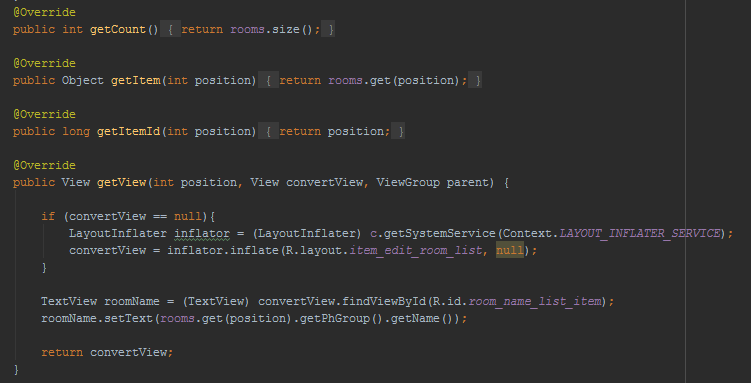 @Override
public int getCount() { return rooms.size(); }
@Override
public Object getItem(int position) { return rooms.get(position); }
@Override
public long getItemId(int position) { return position; }
@Override
public View getView(int position, View convertView, ViewGroup parent) {
if (convertView == null){
LayoutInflater inflator = (LayoutInflater) c.getSystemService(Context.LAYOUT_INFLATER_SERVICE);
convertView = inflator.inflate(R.layout.item_edit_room_list, null);
}
TextView roomName = (TextView) convertView.findViewById(R.id.room_name_list_item);
roomName.setText(rooms.get(position).getPhGroup().getName());
return convertView;
}